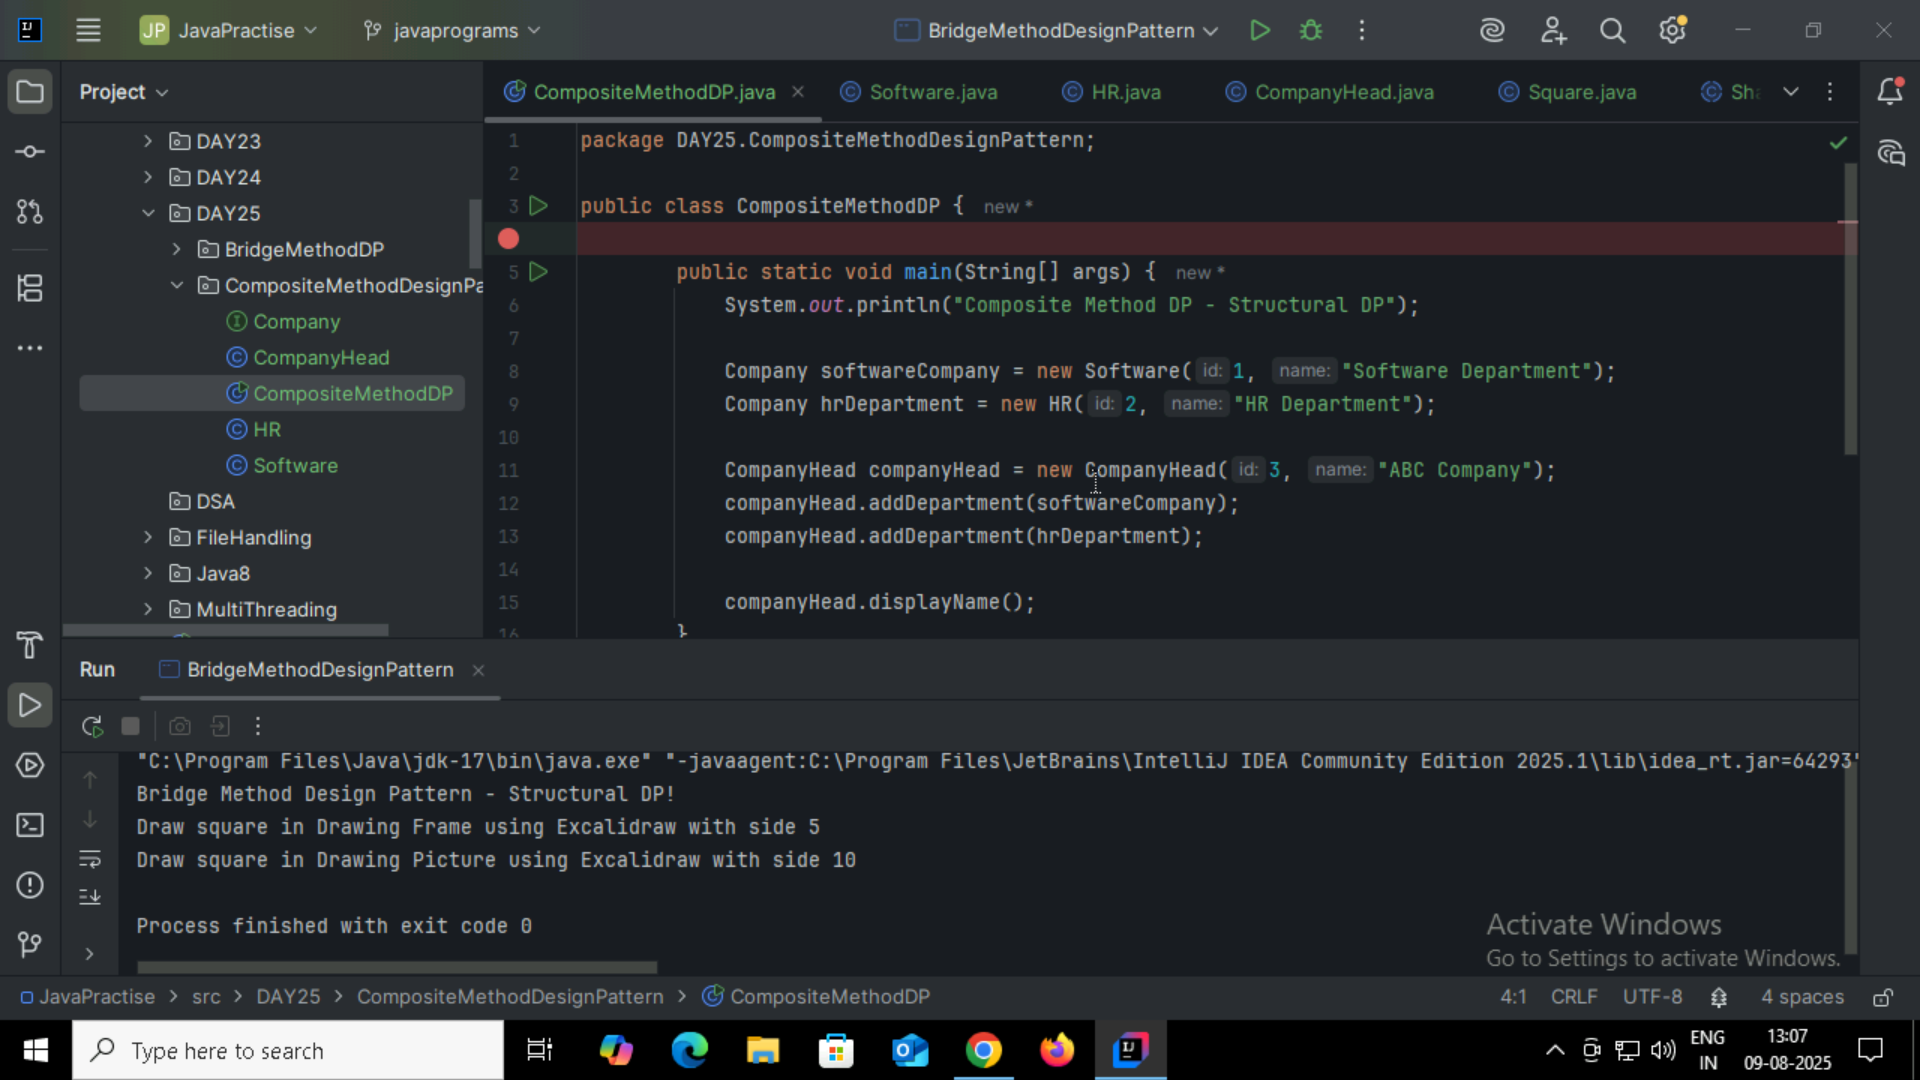 JP JavaPractise
javaprograms
BridgeMethodDesignPattern
Project
CompositeMethodDP.java
Software.java
HR.java
CompanyHead.java
Square.java
Sha
DAY23
DAY24
DAY25
BridgeMethodDP
CompositeMethodDesignPa
Company
CompanyHead
CompositeMethodDP
HR
Software
DSA
FileHandling
Java8
MultiThreading
1 package DAY25.CompositeMethodDesignPattern;
2
3 public class CompositeMethodDP { new *
5 public static void main(String[] args) { new *
6 System.out.println("Composite Method DP - Structural DP");
7
8 Company softwareCompany = new Software( id: 1, name: "Software Department");
9 Company hrDepartment = new HR( id: 2, name: "HR Department");
10
11 CompanyHead companyHead = new CompanyHead( id: 3, name: "ABC Company");
12 companyHead.addDepartment(softwareCompany);
13 companyHead.addDepartment(hrDepartment);
14
15 companyHead.displayName();
16 }
Run
BridgeMethodDesignPattern
"C:\Program Files\Java\jdk-17\bin\java.exe" "-javaagent:C:\Program Files\JetBrains\IntelliJ IDEA Community Edition 2025.1\lib\idea_rt.jar=64293"
Bridge Method Design Pattern - Structural DP!
Draw square in Drawing Frame using Excalidraw with side 5
Draw square in Drawing Picture using Excalidraw with side 10
Process finished with exit code 0
Activate Windows
Go to Settings to activate Windows.
JavaPractise > src > DAY25 > CompositeMethodDesignPattern > CompositeMethodDP
4:1 CRLF UTF-8 4 spaces
Type here to search
ENG
IN
13:07
09-08-2025